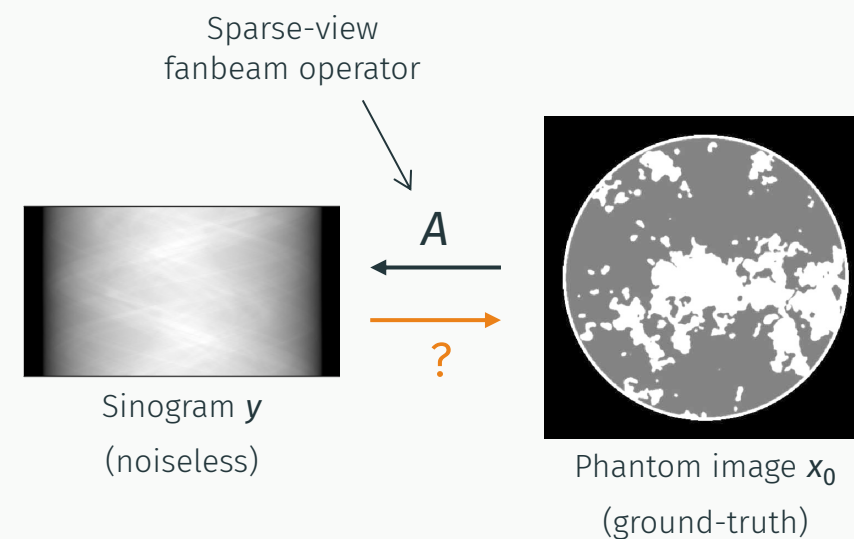 Sparse-view
fanbeam operator
A
?
Sinogram y
(noiseless)
Phantom image x₀
(ground-truth)